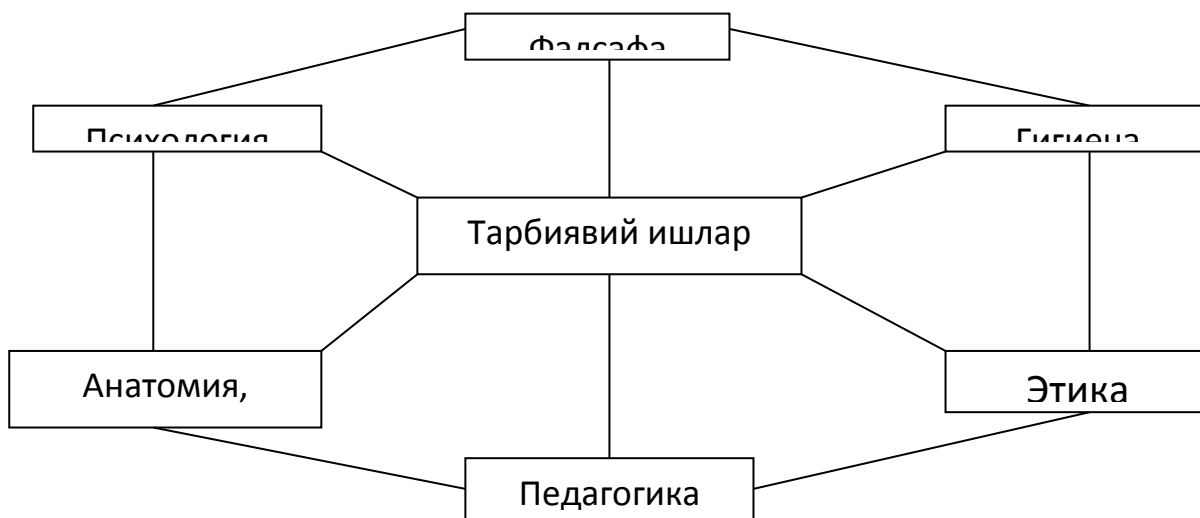 Фалсафа
Психология
Гигиена
Тарбиявий ишлар
Анатомия,
Этика
Педагогика